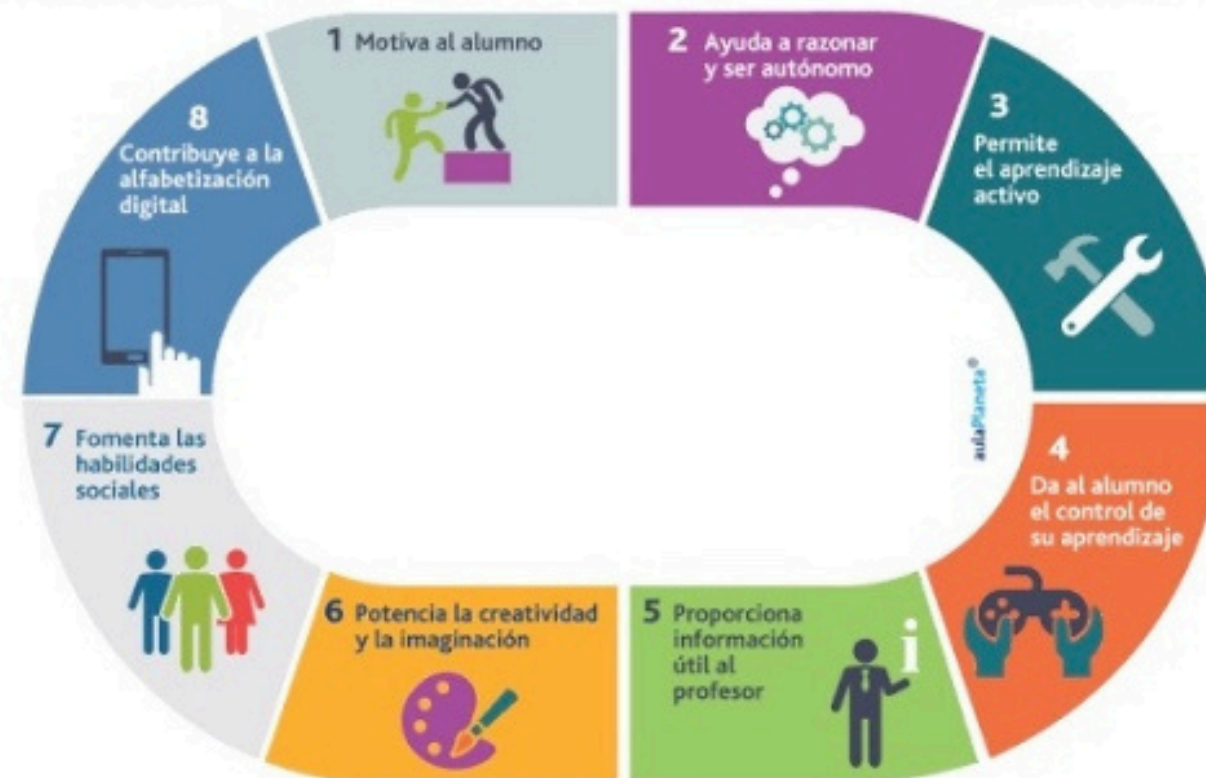 1 Motiva al alumno
2 Ayuda a razonar
y ser autónomo
3
Permite
el aprendizaje
activo
4
Da al alumno
el control de
su aprendizaje
5 Proporciona
información
útil al
profesor
i
6 Potencia la creatividad
y la imaginación
7 Fomenta las
habilidades
sociales
8
Contribuye a la
alfabetización
digital
aulaPlaneta®